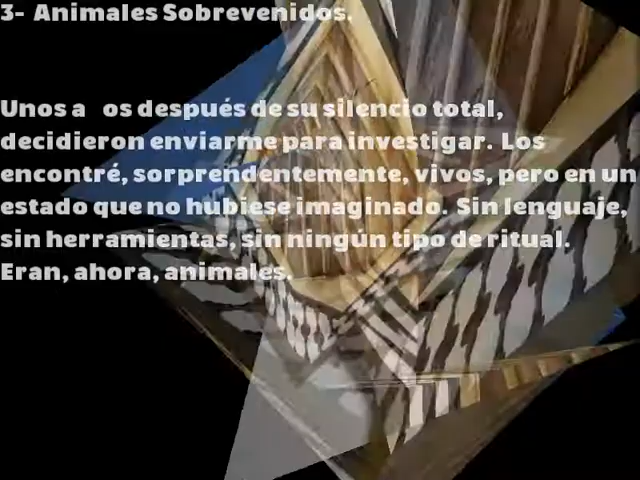 3- Animales Sobrevenidos.
Unos a os después de su silencio total,
decidieron enviarme para investigar. Los
encontré, sorprendentemente, vivos, pero en un
estado que no hubiese imaginado. Sin lenguaje,
sin herramientas, sin ningún tipo de ritual.
Eran, ahora, animales.